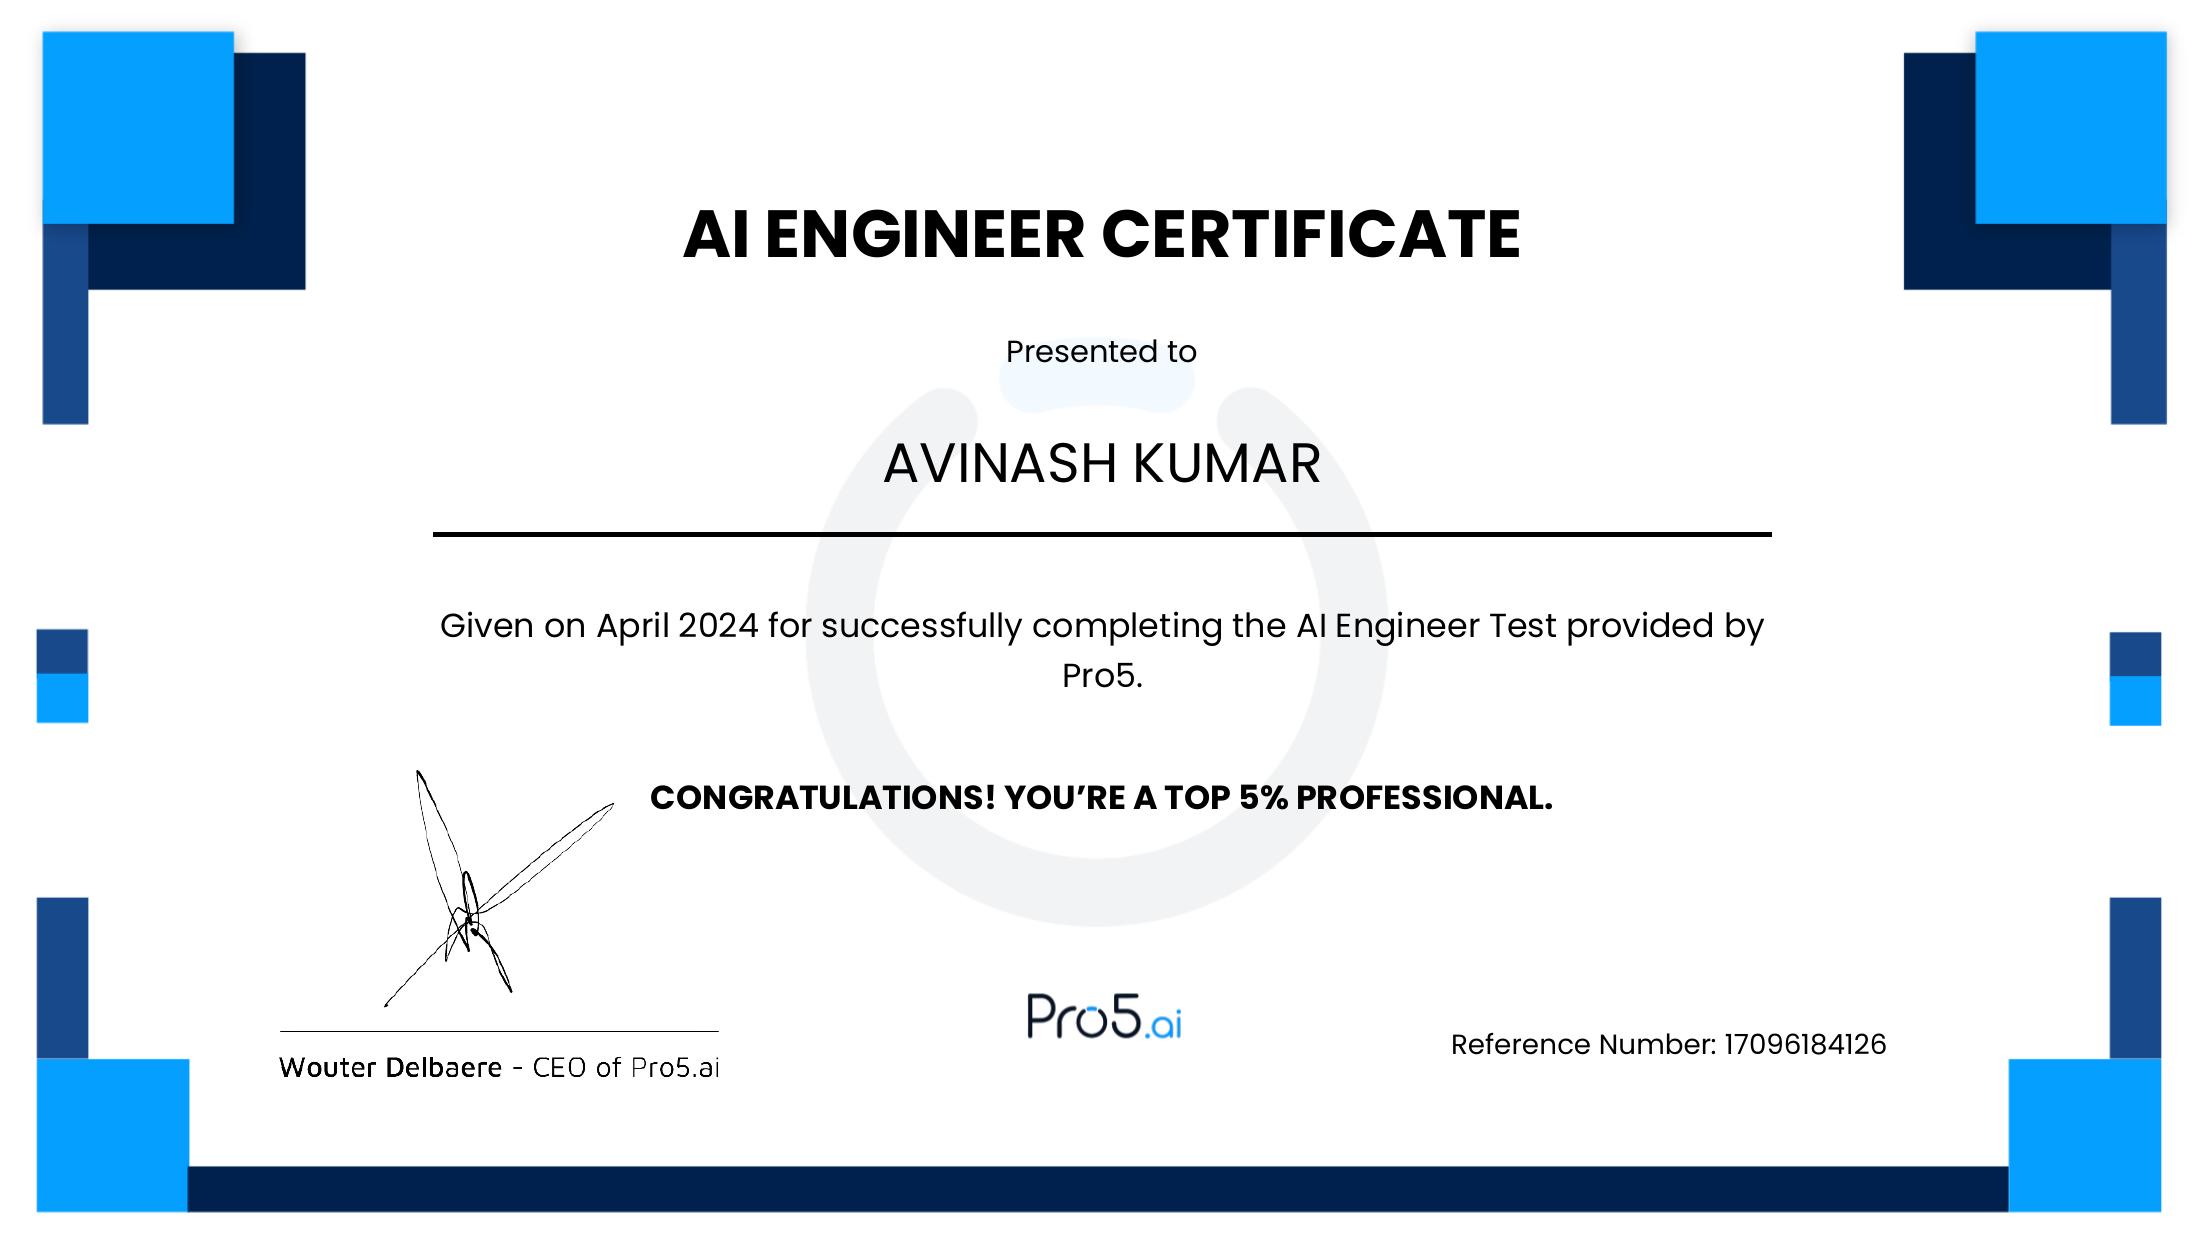 AI ENGINEER CERTIFICATE
Presented to
AVINASH KUMAR
Given on April 2024 for successfully completing the AI Engineer Test provided by
Pro5.
CONGRATULATIONS! YOU’RE A TOP 5% PROFESSIONAL.
Pro5.ai
Reference Number: 17096184126
Wouter Delbaere - CEO of Pro5.ai